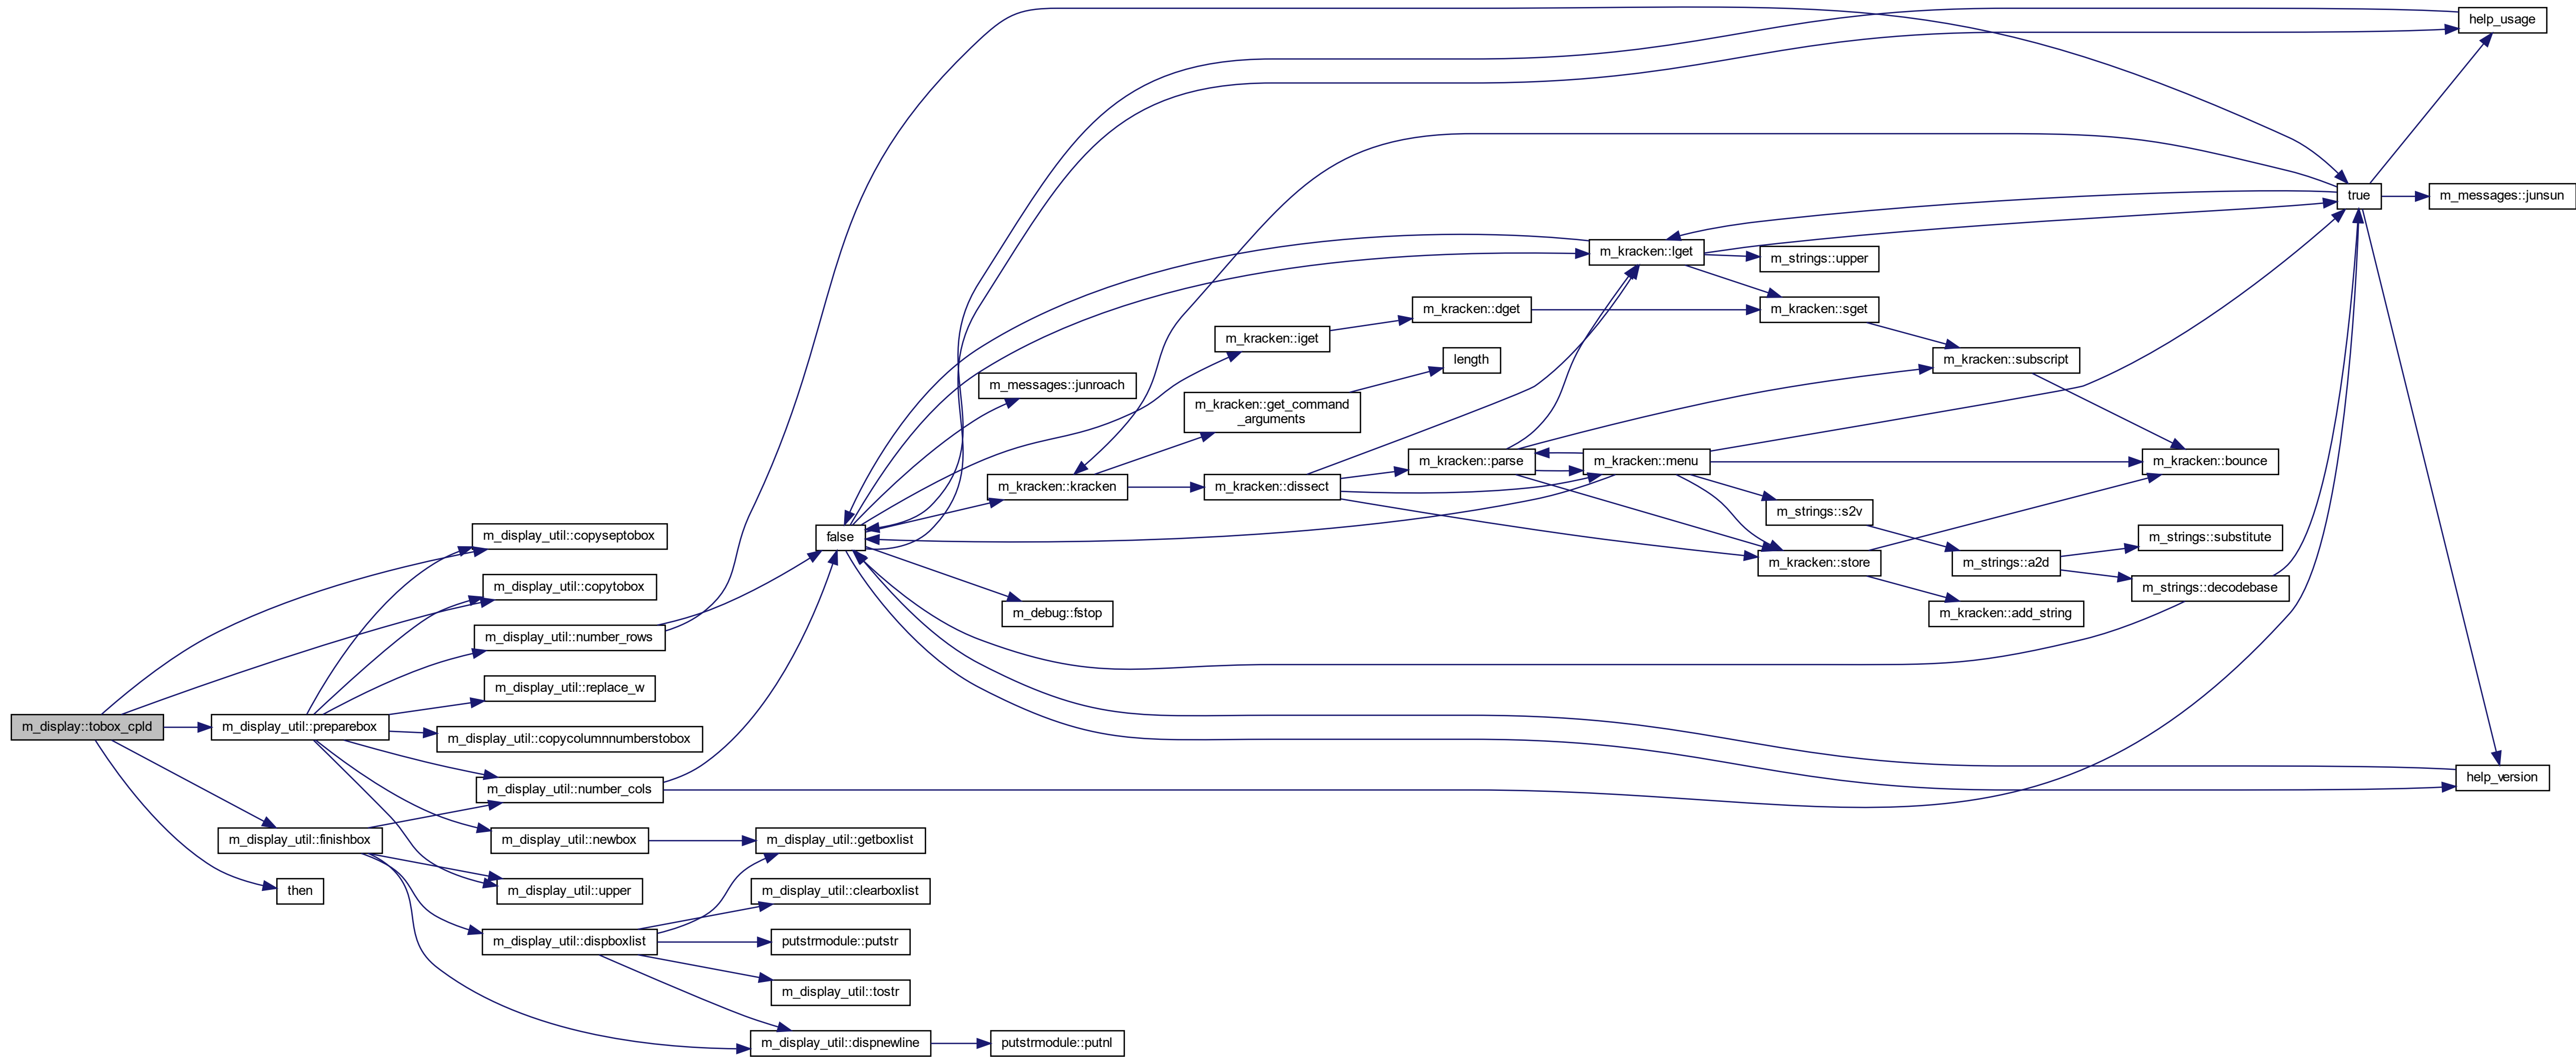 help_usage
true
m_messages::junsun
m_kracken::lget
m_strings::upper
m_kracken::dget
m_kracken::sget
m_kracken::iget
length
m_kracken::subscript
m_messages::junroach
m_kracken::get_command
_arguments
m_kracken::parse
m_kracken::menu
m_kracken::bounce
m_kracken::kracken
m_kracken::dissect
m_strings::s2v
m_display_util::copyseptobox
false
m_strings::substitute
m_kracken::store
m_strings::a2d
m_display_util::copytobox
m_strings::decodebase
m_debug::fstop
m_kracken::add_string
m_display_util::number_rows
m_display_util::replace_w
m_display::tobox_cpld
m_display_util::preparebox
m_display_util::copycolumnnumberstobox
help_version
m_display_util::number_cols
m_display_util::finishbox
m_display_util::newbox
m_display_util::getboxlist
then
m_display_util::upper
m_display_util::clearboxlist
m_display_util::dispboxlist
putstrmodule::putstr
m_display_util::tostr
m_display_util::dispnewline
putstrmodule::putnl